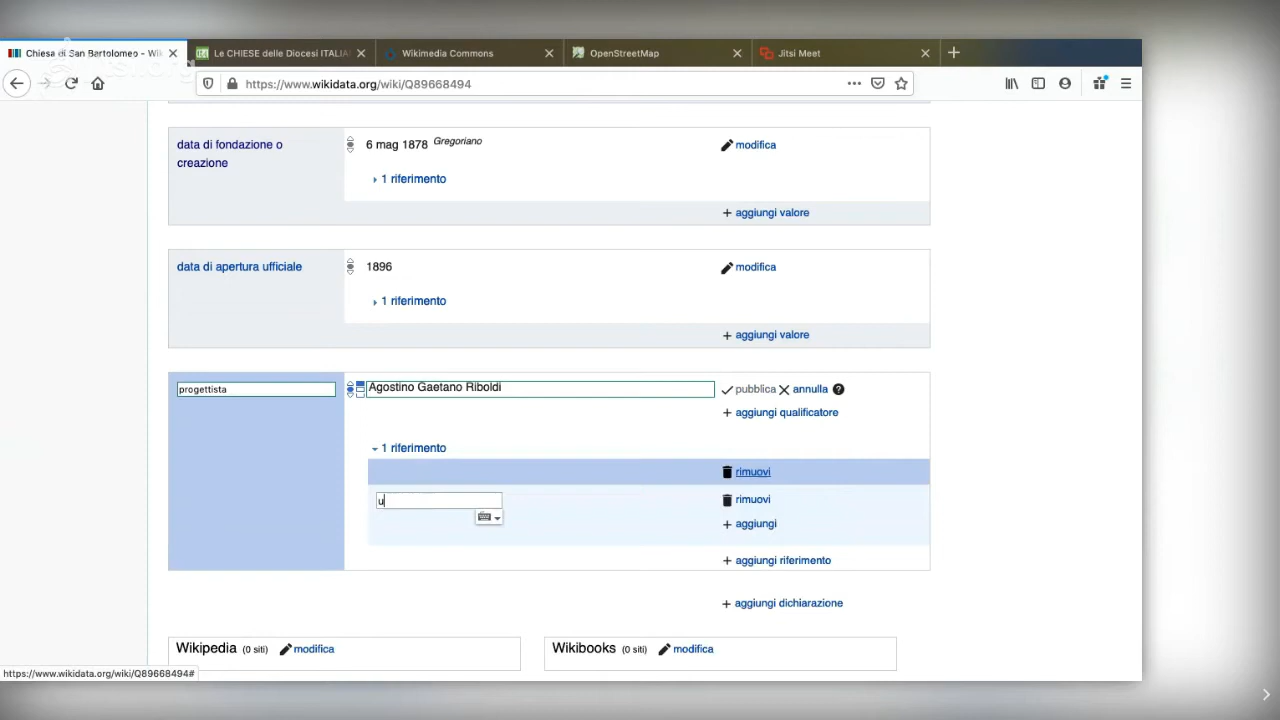 Chiesa di San Bartolomeo - Wik
Le CHIESE delle Diocesi ITALIA
Wikimedia Commons
OpenStreetMap
Jitsi Meet
https://www.wikidata.org/wiki/Q89668494
data di fondazione o
creazione
6 mag 1878 Gregoriano
modifica
1 riferimento
+ aggiungi valore
data di apertura ufficiale
1896
modifica
1 riferimento
+ aggiungi valore
progettista
Agostino Gaetano Riboldi
pubblica
annulla
+ aggiungi qualificatore
1 riferimento
rimuovi
u
rimuovi
+ aggiungi
+ aggiungi riferimento
+ aggiungi dichiarazione
Wikipedia (0 siti) modifica
Wikibooks (0 siti) modifica
https://www.wikidata.org/wiki/Q89668494#